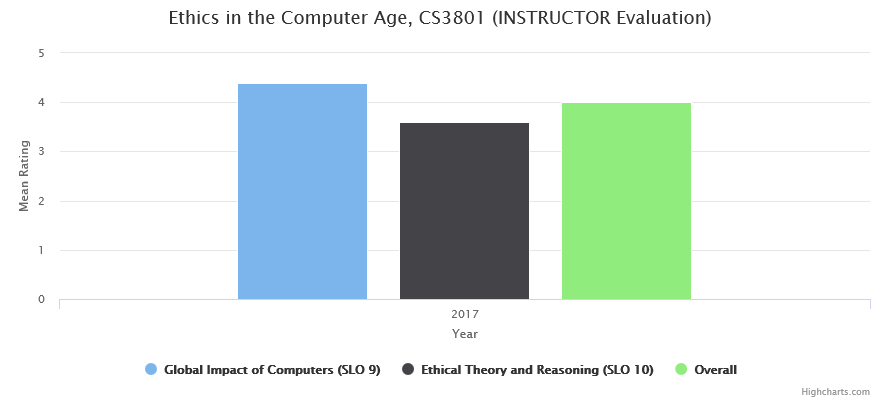 Ethics in the Computer Age, CS3801 (INSTRUCTOR Evaluation)
5
4
3
2
1
0
Mean Rating
2017
Year
Global Impact of Computers (SLO 9) Ethical Theory and Reasoning (SLO 10) Overall
Highcharts.com